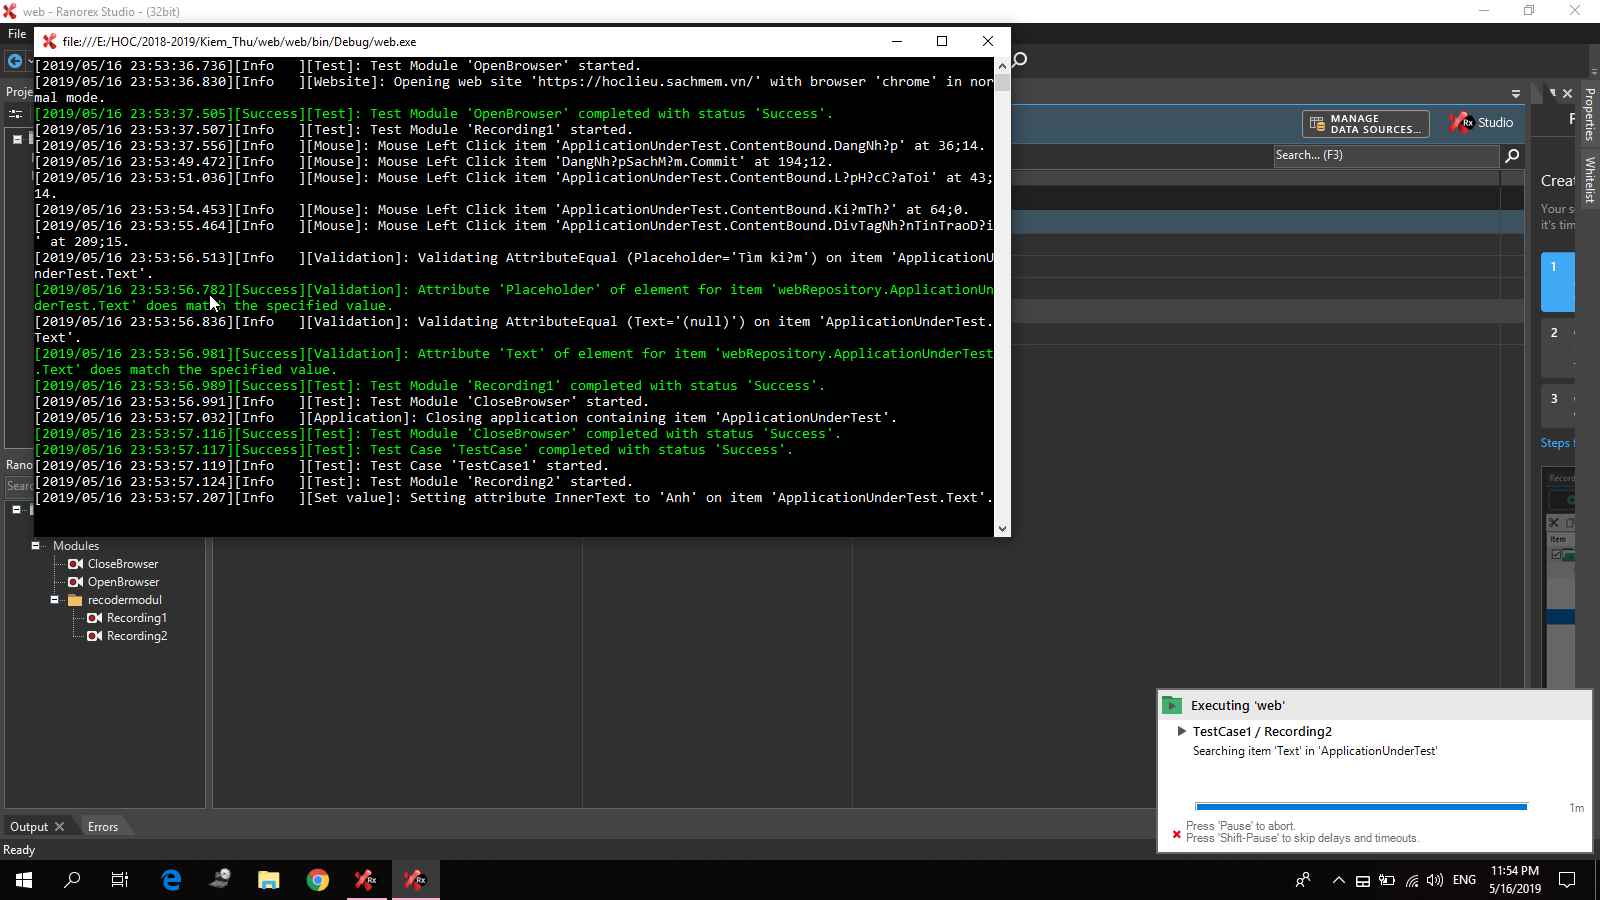 web - Ranorex Studio - (32bit)
File
file:///E:/HOC/2018-2019/Kiem_Thu/web/web/bin/Debug/web.exe
[2019/05/16 23:53:36.736][Info   ][Test]: Test Module 'OpenBrowser' started.
[2019/05/16 23:53:36.830][Info   ][Website]: Opening web site 'https://hoclieu.sachmem.vn/' with browser 'chrome' in nor
mal mode.
[2019/05/16 23:53:37.505][Success][Test]: Test Module 'OpenBrowser' completed with status 'Success'.
[2019/05/16 23:53:37.507][Info   ][Test]: Test Module 'Recording1' started.
[2019/05/16 23:53:37.556][Info   ][Mouse]: Mouse Left Click item 'ApplicationUnderTest.ContentBound.DangNh?p' at 36;14.
[2019/05/16 23:53:49.472][Info   ][Mouse]: Mouse Left Click item 'DangNh?pSachM?m.Commit' at 194;12.
[2019/05/16 23:53:51.036][Info   ][Mouse]: Mouse Left Click item 'ApplicationUnderTest.ContentBound.L?pH?cC?aToi' at 43;
14.
[2019/05/16 23:53:54.453][Info   ][Mouse]: Mouse Left Click item 'ApplicationUnderTest.ContentBound.Ki?mTh?' at 64;0.
[2019/05/16 23:53:55.464][Info   ][Mouse]: Mouse Left Click item 'ApplicationUnderTest.ContentBound.DivTagNh?nTinTraoD?i
' at 209;15.
[2019/05/16 23:53:56.513][Info   ][Validation]: Validating AttributeEqual (Placeholder='Tìm ki?m') on item 'ApplicationU
nderTest.Text'.
[2019/05/16 23:53:56.782][Success][Validation]: Attribute 'Placeholder' of element for item 'webRepository.ApplicationUn
derTest.Text' does match the specified value.
[2019/05/16 23:53:56.836][Info   ][Validation]: Validating AttributeEqual (Text='(null)') on item 'ApplicationUnderTest.
Text'.
[2019/05/16 23:53:56.981][Success][Validation]: Attribute 'Text' of element for item 'webRepository.ApplicationUnderTest
.Text' does match the specified value.
[2019/05/16 23:53:56.989][Success][Test]: Test Module 'Recording1' completed with status 'Success'.
[2019/05/16 23:53:56.991][Info   ][Test]: Test Module 'CloseBrowser' started.
[2019/05/16 23:53:57.032][Info   ][Application]: Closing application containing item 'ApplicationUnderTest'.
[2019/05/16 23:53:57.116][Success][Test]: Test Module 'CloseBrowser' completed with status 'Success'.
[2019/05/16 23:53:57.117][Success][Test]: Test Case 'TestCase' completed with status 'Success'.
[2019/05/16 23:53:57.119][Info   ][Test]: Test Case 'TestCase1' started.
[2019/05/16 23:53:57.124][Info   ][Test]: Test Module 'Recording2' started.
[2019/05/16 23:53:57.207][Info   ][Set value]: Setting attribute InnerText to 'Anh' on item 'ApplicationUnderTest.Text'.
Proje
Rano
Sear
Modules
CloseBrowser
OpenBrowser
recodermodul
Recording1
Recording2
MANAGE
DATA SOURCES...
Rx Studio
Search... (F3)
Properties
Whitelist
Crea
Your s
it's tim
1
2
3
Steps f
Record
Item
Executing 'web'
TestCase1 / Recording2
Searching item 'Text' in 'ApplicationUnderTest'
1m
Press 'Pause' to abort.
Press 'Shift-Pause' to skip delays and timeouts.
Output
Errors
Ready
Rx
Rx
ENG
11:54 PM
5/16/2019